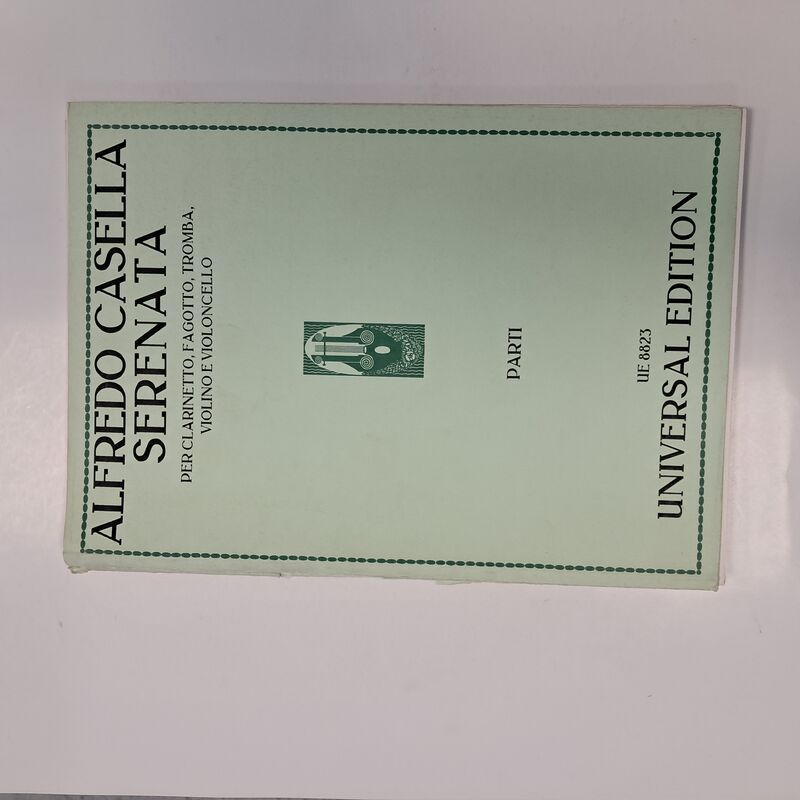 ALFREDO CASELLA
SERENATA
PER CLARINETTO, FAGOTTO, TROMBA,
VIOLINO E VIOLONCELLO
PARTI
UE 8823
UNIVERSAL EDITION